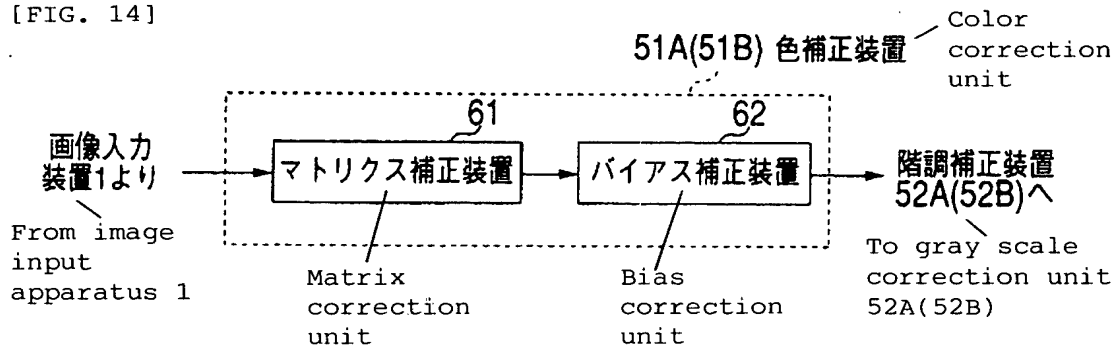 [FIG. 14]
51A(51B) 色補正装置
Color
correction
unit
画像入力
装置1より
61
マトリクス補正装置
62
バイアス補正装置
階調補正装置
52A(52B)へ
From image
input
apparatus 1
Matrix
correction
unit
Bias
correction
unit
To gray scale
correction unit
52A(52B)